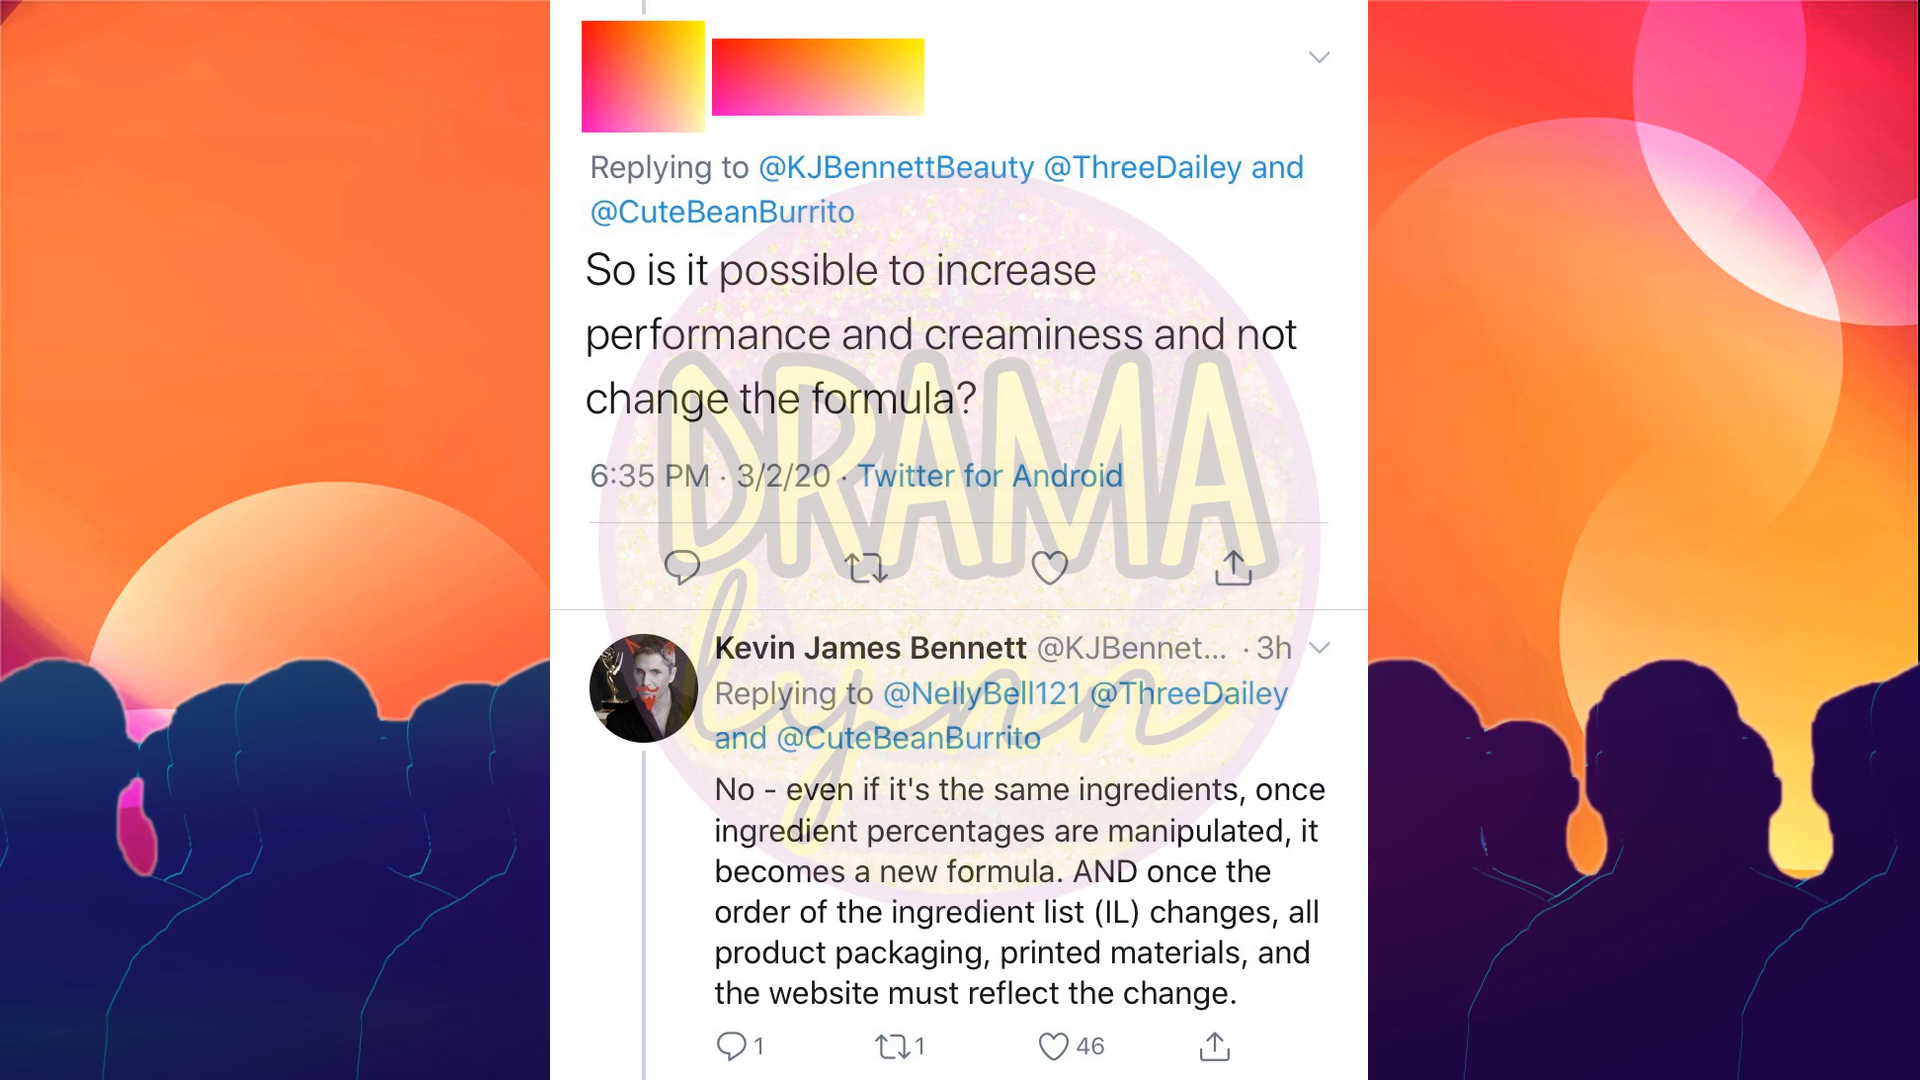 Replying to @KJBennettBeauty @ThreeDailey and
@CuteBeanBurrito
So is it possible to increase
performance and creaminess and not
change the formula?
6:35 PM · 3/2/20 · Twitter for Android
DRAMA
lynn
Kevin James Bennett @KJBennet... · 3h
Replying to @NellyBell121 @ThreeDailey
and @CuteBeanBurrito
No - even if it's the same ingredients, once
ingredient percentages are manipulated, it
becomes a new formula. AND once the
order of the ingredient list (IL) changes, all
product packaging, printed materials, and
the website must reflect the change.
1 1 46